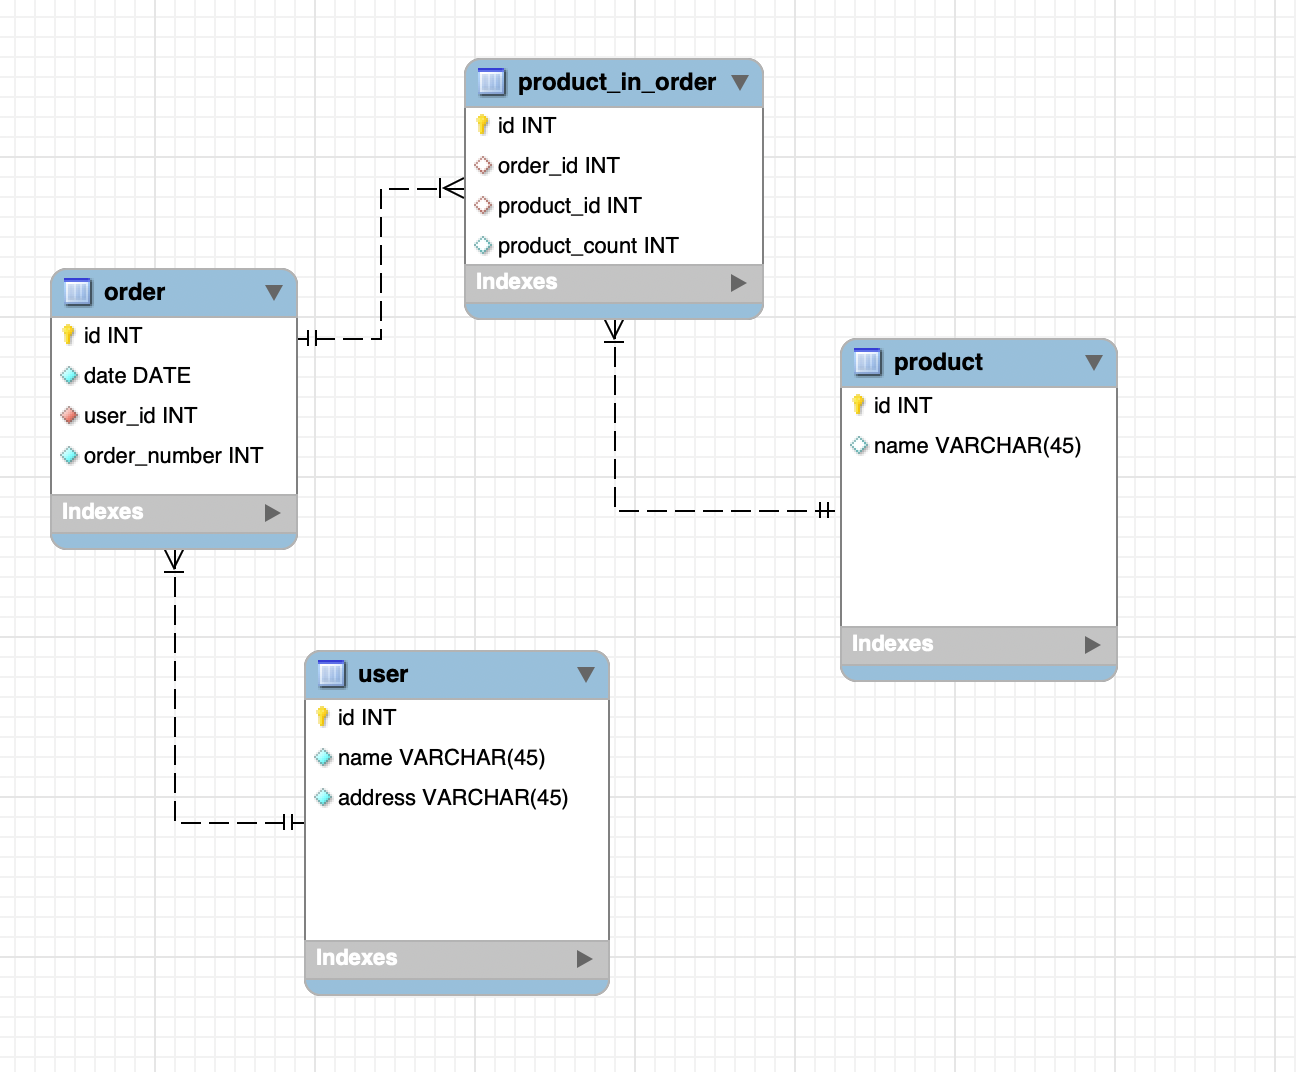 product_in_order
id INT
order_id INT
product_id INT
product_count INT
Indexes
order
id INT
date DATE
user_id INT
order_number INT
Indexes
product
id INT
name VARCHAR(45)
Indexes
user
id INT
name VARCHAR(45)
address VARCHAR(45)
Indexes